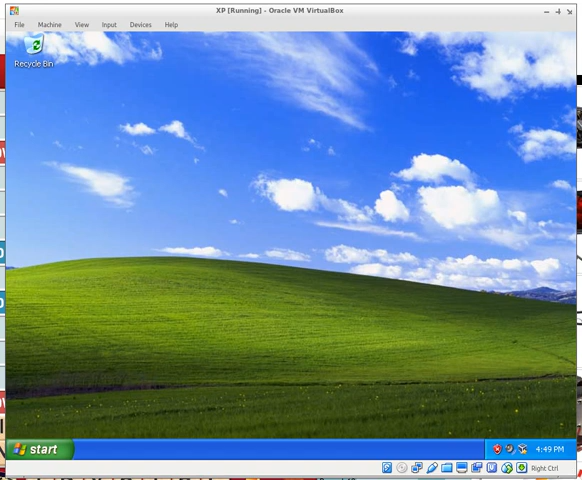 XP [Running] - Oracle VM VirtualBox
File Machine View Input Devices Help
Recycle Bin
start
4:49 PM
Right Ctrl